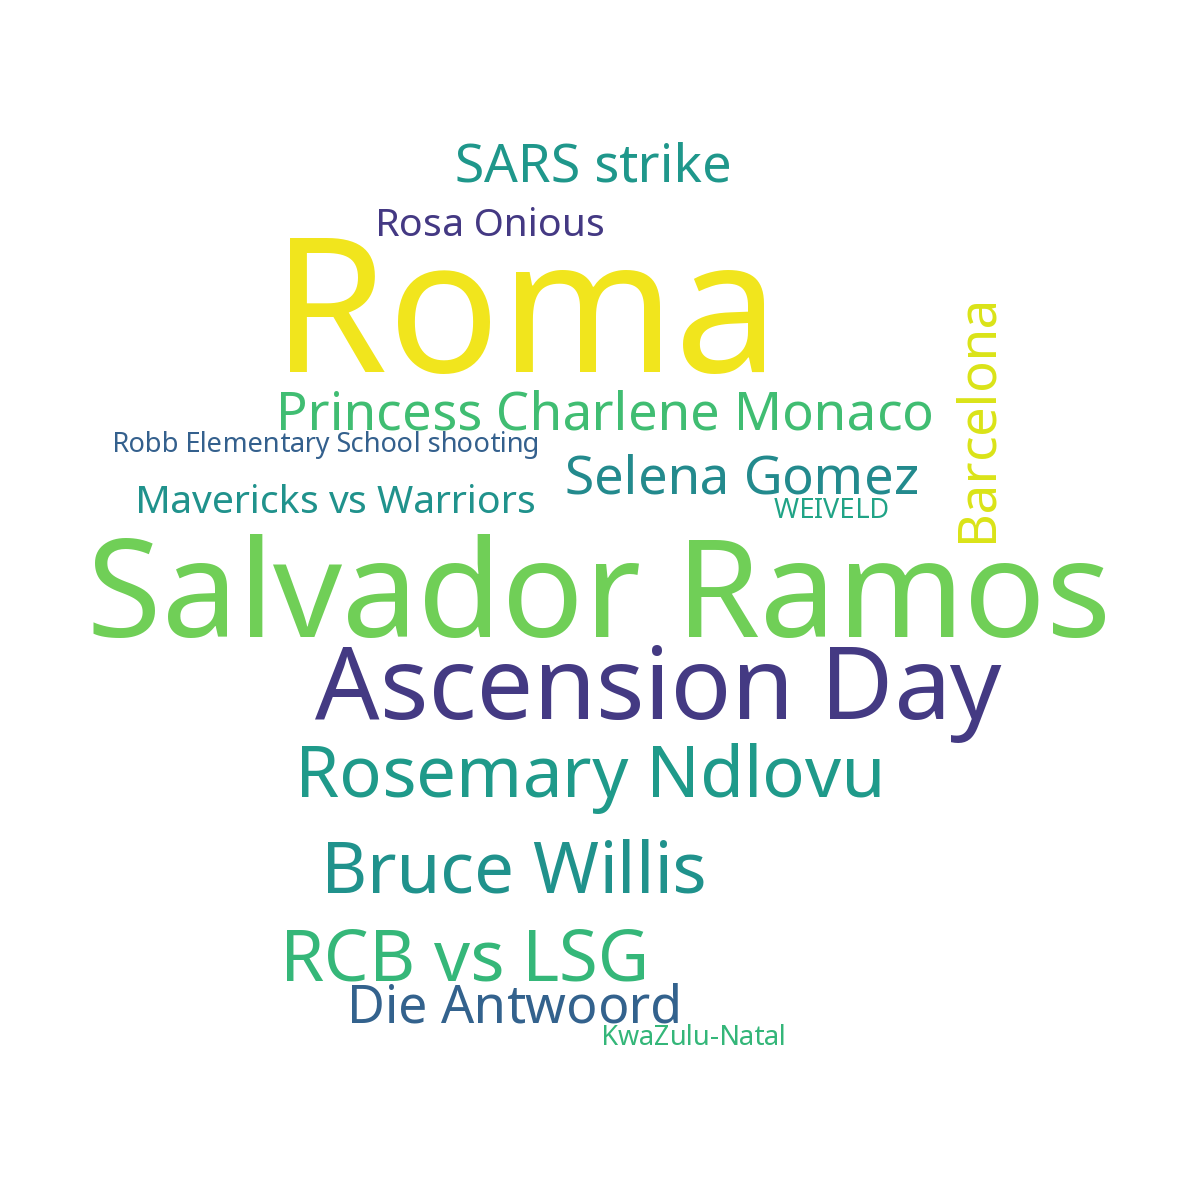 SARS strike
Rosa Onious
Roma
Barcelona
Princess Charlene Monaco
Robb Elementary School shooting
Selena Gomez
Mavericks vs Warriors
WEIVELD
Salvador Ramos
Ascension Day
Rosemary Ndlovu
Bruce Willis
RCB vs LSG
Die Antwoord
KwaZulu-Natal